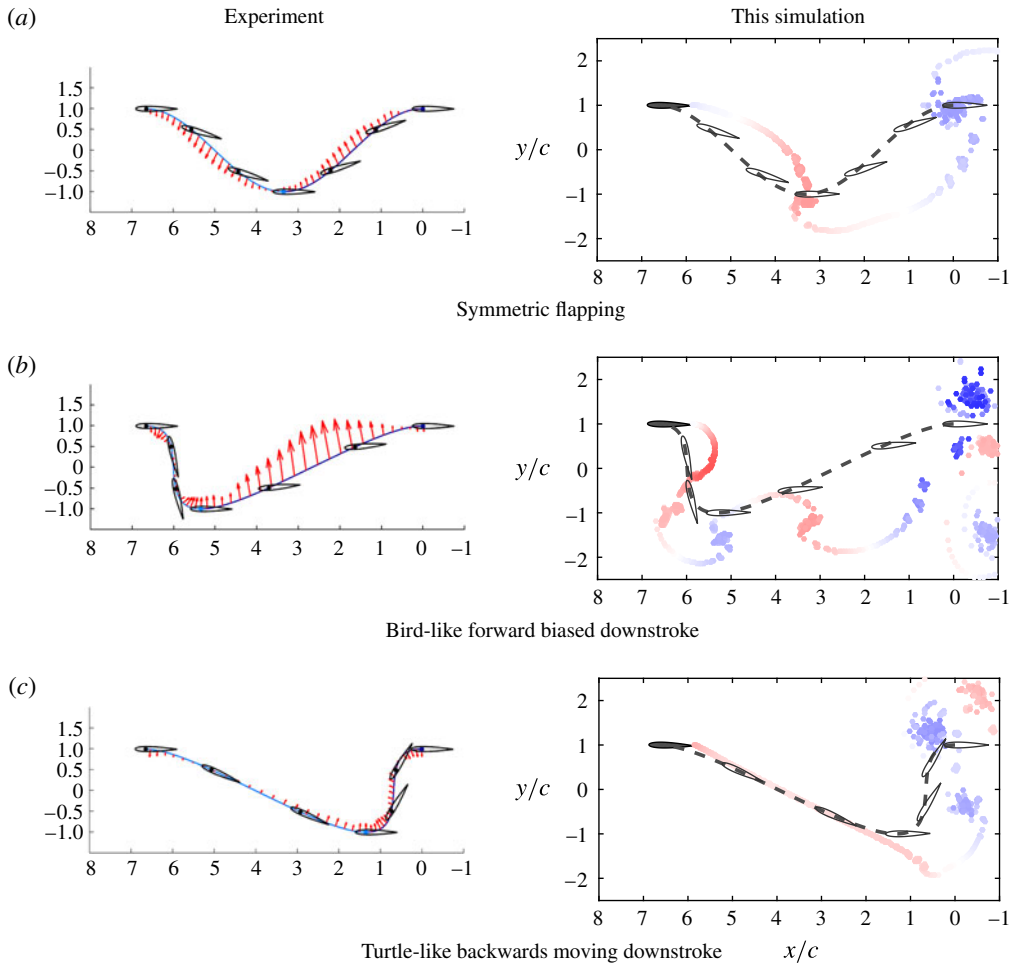 (a) Experiment This simulation
1.5
1.0
0.5
0
−0.5
−1.0
8 7 6 5 4 3 2 1 0 −1
2
1
y/c 0
−1
−2
8 7 6 5 4 3 2 1 0 −1
Symmetric flapping
(b)
1.5
1.0
0.5
0
−0.5
−1.0
8 7 6 5 4 3 2 1 0 −1
2
1
y/c 0
−1
−2
8 7 6 5 4 3 2 1 0 −1
Bird-like forward biased downstroke
(c)
1.5
1.0
0.5
0
−0.5
−1.0
8 7 6 5 4 3 2 1 0 −1
2
1
y/c 0
−1
−2
8 7 6 5 4 3 2 1 0 −1
Turtle-like backwards moving downstroke x/c